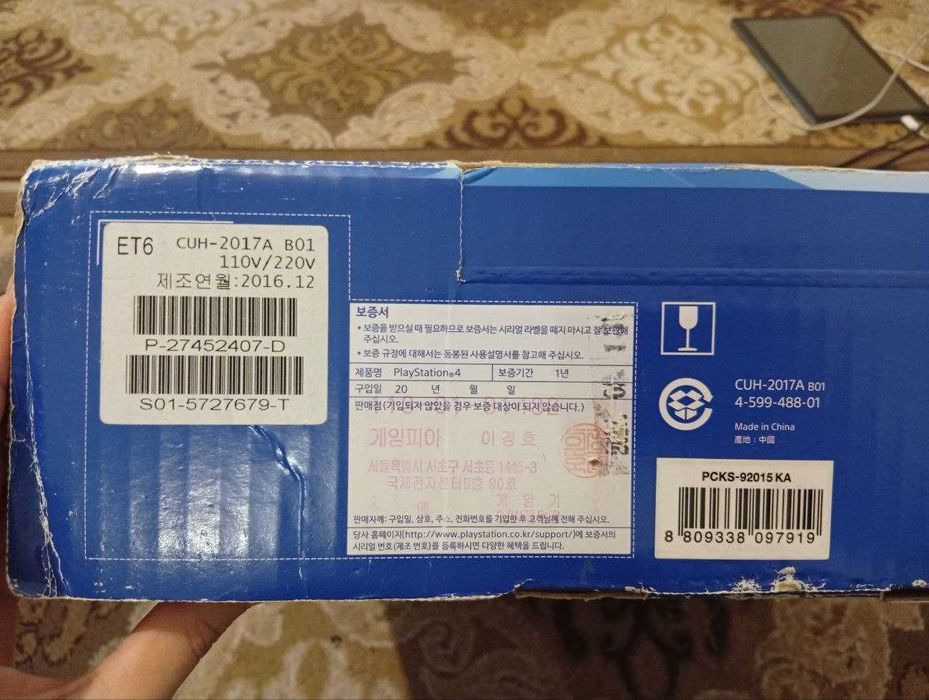 ET6 CUH-2017A B01
110V/220V
제조연월:2016.12
P-27452407-D
S01-5727679-T
보증서
• 보증을 받으실 때 필요하므로 보증서는 시리얼 라벨을 떼지 마시고 잘 보관해
주십시오.
• 보증 규정에 대해서는 동봉된 사용설명서를 참고해 주십시오.
제품명 PlayStation®4 보증기간 1년
구입일 20 년 월 일
판매점(기입되지 않았을 경우 보증 대상이 되지 않습니다.)
게임피아 이경호
서울특별시 서초구 서초동 1445-3
국제전자센터9층 90호
판매자께: 구입일, 상호, 주소, 전화번호를 기입한 후 고객님께 전해 주십시오.
당사 홈페이지(http://www.playstation.co.kr/support/)에 보증서의
시리얼 번호(제조 번호)를 등록하시면 다양한 혜택을 드립니다.
CUH-2017A B01
4-599-488-01
Made in China
產地：中國
PCKS-92015 KA
8 809338 097919